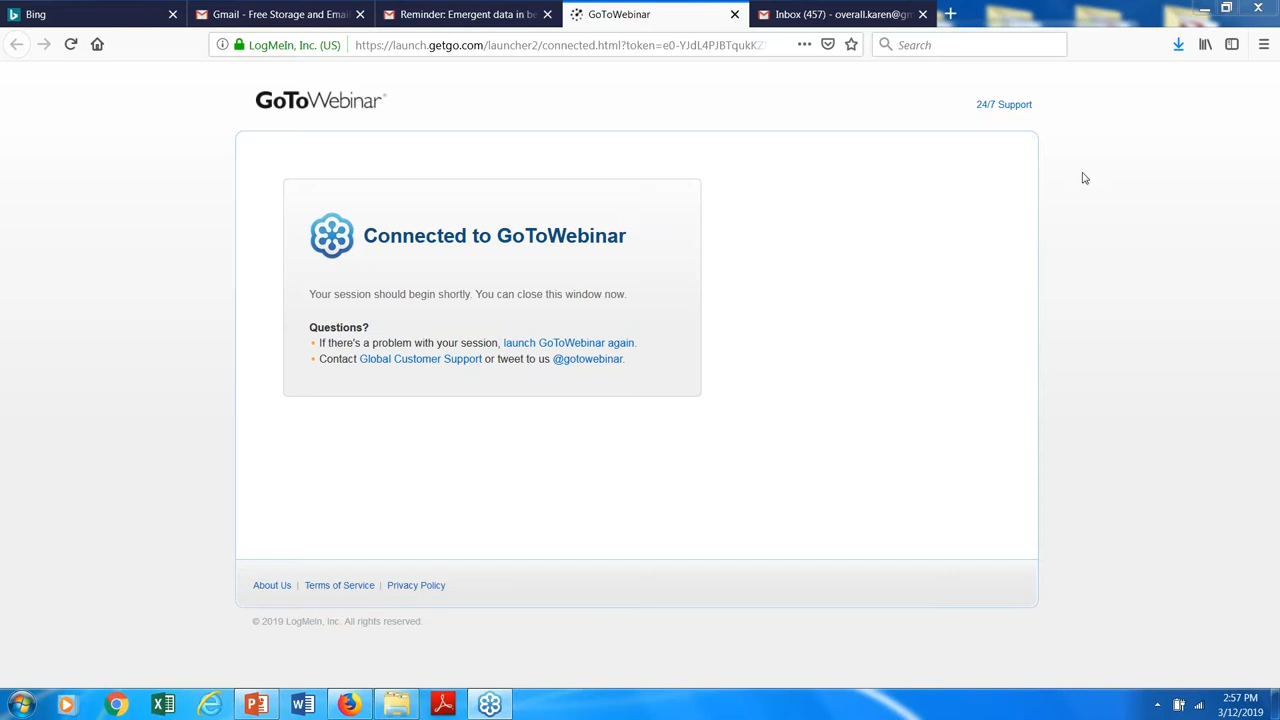 Bing
Gmail - Free Storage and Email
Reminder: Emergent data in be
GoToWebinar
Inbox (457) - overall.karen@gm
LogMeIn, Inc. (US)
https://launch.getgo.com/launcher2/connected.html?token=e0-YJdL4PJBTqukKZ
Search
GoToWebinar
24/7 Support
Connected to GoToWebinar
Your session should begin shortly. You can close this window now.
Questions?
If there's a problem with your session, launch GoToWebinar again.
Contact Global Customer Support or tweet to us @gotowebinar.
About Us | Terms of Service | Privacy Policy
© 2019 LogMeIn, Inc. All rights reserved.
2:57 PM
3/12/2019